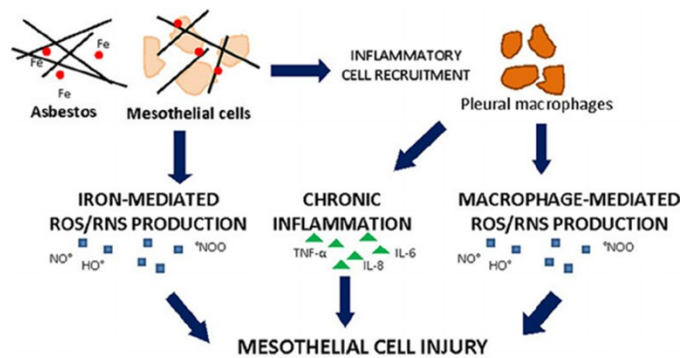 Fe
Fe
Fe
Asbestos
Mesothelial cells
INFLAMMATORY
CELL RECRUITMENT
Pleural macrophages
IRON-MEDIATED
ROS/RNS PRODUCTION
NO°
HO°
°NOO
CHRONIC
INFLAMMATION
TNF-α
IL-8
IL-6
MACROPHAGE-MEDIATED
ROS/RNS PRODUCTION
NO°
HO°
°NOO
MESOTHELIAL CELL INJURY